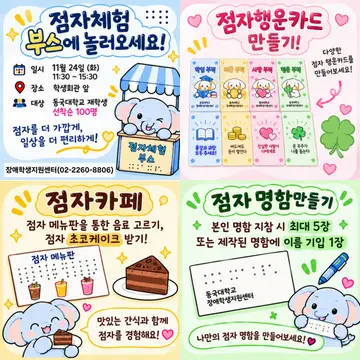 점자체험
부스에 놀러오세요!
일시 11월 24일 (화)
11:30 ~ 15:30
장소 학생회관 앞
대상 동국대학교 재학생
선착순 100명
점자를 더 가깝게,
일상을 더 편리하게!
점자체험
부스
장애학생지원센터(02-2260-8806)
점자행운카드
만들기!
다양한
점자 행운카드를
만들어보세요!
점자카페
점자 메뉴판을 통한 음료 고르기,
점자 초코케이크 받기!
점자 메뉴판
맛있는 간식과 함께
점자를 경험해요!
점자 명함만들기
본인 명함 지참 시 최대 5장
또는 제작된 명함에 이름 기입 1장
동국대학교
장애학생지원센터
나만의 점자 명함을 만들어보세요!